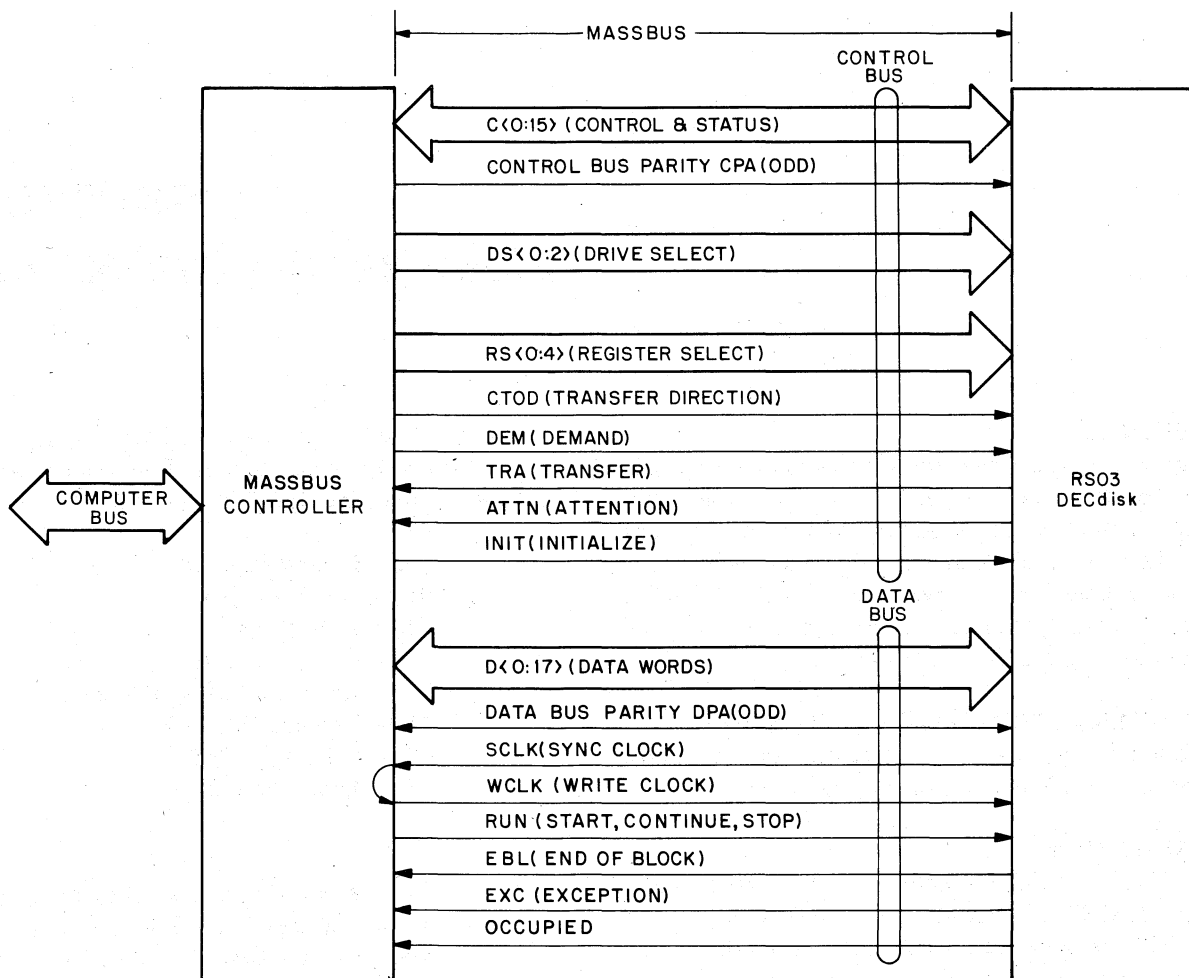 MASSBUS
CONTROL
BUS
C<0:15> (CONTROL & STATUS)
CONTROL BUS PARITY CPA(ODD)
DS<0:2>(DRIVE SELECT)
RS<0:4>(REGISTER SELECT)
CTOD (TRANSFER DIRECTION)
DEM (DEMAND)
TRA (TRANSFER)
ATTN (ATTENTION)
INIT (INITIALIZE)
COMPUTER
BUS
MASSBUS
CONTROLLER
RS03
DECdisk
DATA
BUS
D<0:17> (DATA WORDS)
DATA BUS PARITY DPA(ODD)
SCLK(SYNC CLOCK)
WCLK (WRITE CLOCK)
RUN (START, CONTINUE, STOP)
EBL( END OF BLOCK)
EXC (EXCEPTION)
OCCUPIED